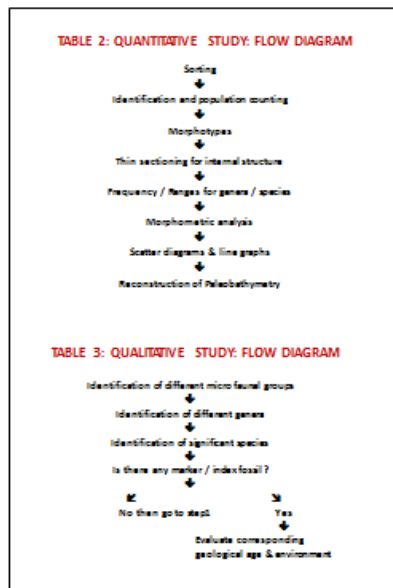 TABLE 2: QUANTITATIVE STUDY: FLOW DIAGRAM
Sorting
Identification and population counting
Morphotypes
Thin sectioning for internal structure
Frequency / Ranges for genera / species
Morphometric analysis
Scatter diagrams & line graphs
Reconstruction of Paleobathymetry
TABLE 3: QUALITATIVE STUDY: FLOW DIAGRAM
Identification of different micro faunal groups
Identification of different genera
Identification of significant species
Is there any marker / index fossil ?
No then go to step1 Yes
Evaluate corresponding
geological age & environment